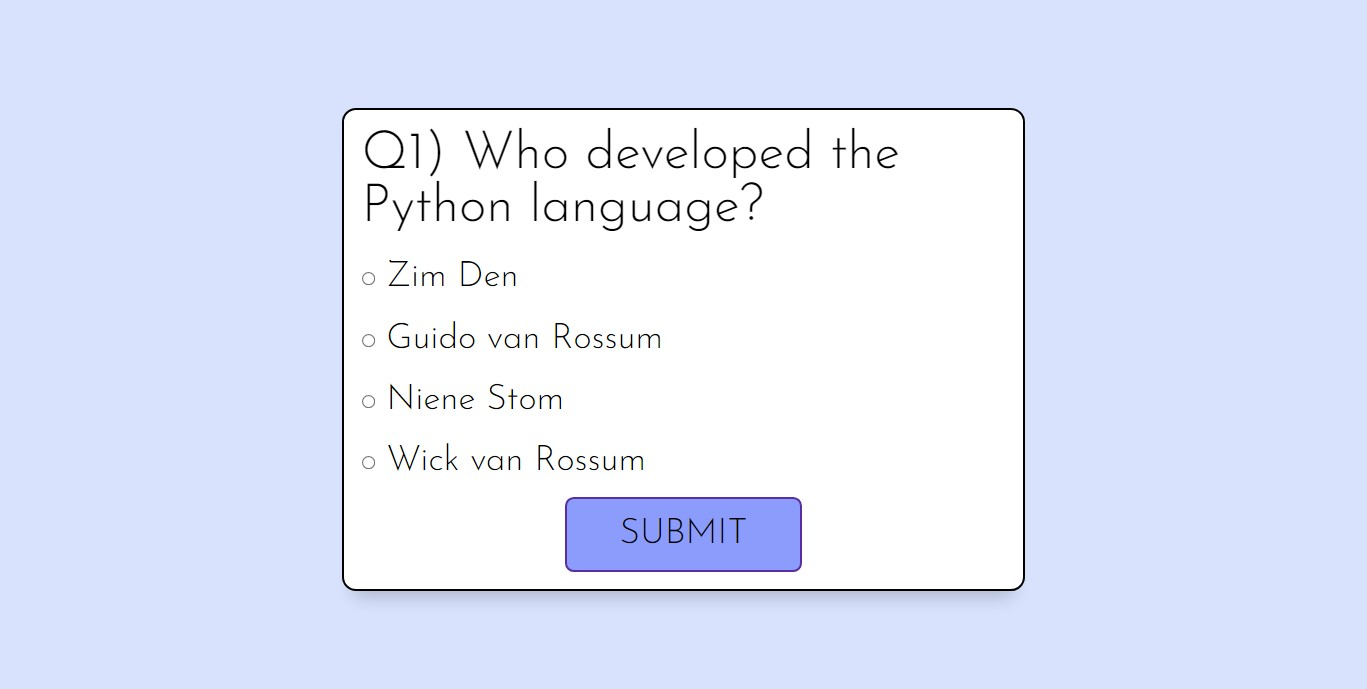 Q1) Who developed the
Python language?
Zim Den
Guido van Rossum
Niene Stom
Wick van Rossum
SUBMIT